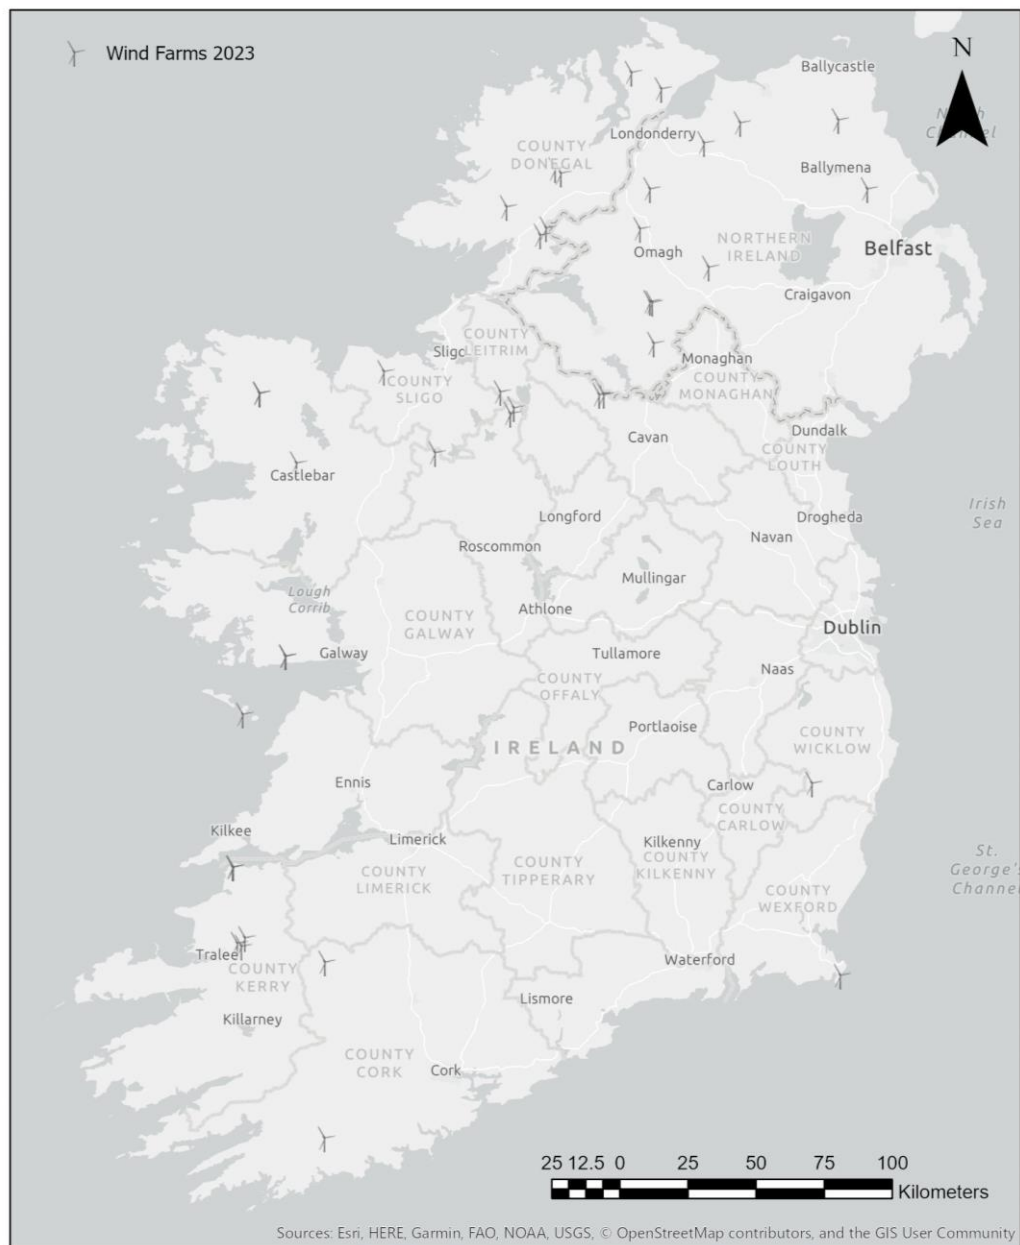 Wind Farms 2023
N
Ballycastle
North
Channel
Londonderry
COUNTY
DONEGAL
Ballymena
NORTHERN
IRELAND
Belfast
Omagh
Craigavon
COUNTY
LEITRIM
Sligo
Monaghan
COUNTY
MONAGHAN
COUNTY
SLIGO
Dundalk
Cavan
COUNTY
LOUTH
Castlebar
Irish
Sea
Longford
Drogheda
Navan
Roscommon
Mullingar
Lough
Corrib
Athlone
COUNTY
GALWAY
Dublin
Galway
Tullamore
Naas
COUNTY
OFFALY
Portlaoise
COUNTY
WICKLOW
IRELAND
Ennis
Carlow
COUNTY
CARLOW
Kilkee
Limerick
Kilkenny
COUNTY
KILKENNY
COUNTY
TIPPERARY
COUNTY
LIMERICK
St.
George's
Channel
COUNTY
WEXFORD
Tralee
Waterford
COUNTY
KERRY
Lismore
Killarney
COUNTY
CORK
Cork
25 12.5 0 25 50 75 100
Kilometers
Sources: Esri, HERE, Garmin, FAO, NOAA, USGS, © OpenStreetMap contributors, and the GIS User Community